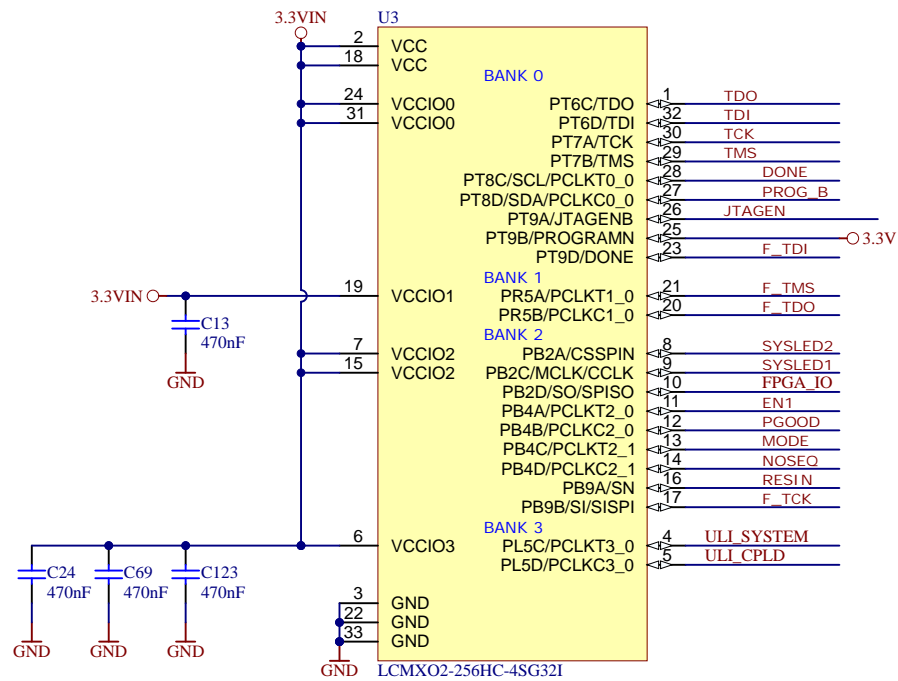 3.3VIN
U3
2 VCC
18 VCC
BANK 0
24 VCCIO0
PT6C/TDO 1 TDO
31 VCCIO0
PT6D/TDI 32 TDI
PT7A/TCK 30 TCK
PT7B/TMS 29 TMS
PT8C/SCL/PCLKT0_0 28 DONE
PT8D/SDA/PCLKC0_0 27 PROG_B
PT9A/JTAGENB 26 JTAGEN
PT9B/PROGRAMN 25 3.3V
PT9D/DONE 23 F_TDI
BANK 1
3.3VIN 19 VCCIO1
PR5A/PCLKT1_0 21 F_TMS
PR5B/PCLKC1_0 20 F_TDO
C13
470nF
GND
BANK 2
7 VCCIO2
PB2A/CSSPIN 8 SYSLED2
15 VCCIO2
PB2C/MCLK/CCLK 9 SYSLED1
PB2D/SO/SPISO 10 FPGA_IO
PB4A/PCLKT2_0 11 EN1
PB4B/PCLKC2_0 12 PGOOD
PB4C/PCLKT2_1 13 MODE
PB4D/PCLKC2_1 14 NOSEQ
PB9A/SN 16 RESIN
PB9B/SI/SISPI 17 F_TCK
BANK 3
6 VCCIO3
PL5C/PCLKT3_0 4 ULI_SYSTEM
PL5D/PCLKC3_0 5 ULI_CPLD
C24 C69 C123
470nF 470nF 470nF
3 GND
22 GND
33 GND
GND GND GND GND
LCMXO2-256HC-4SG32I